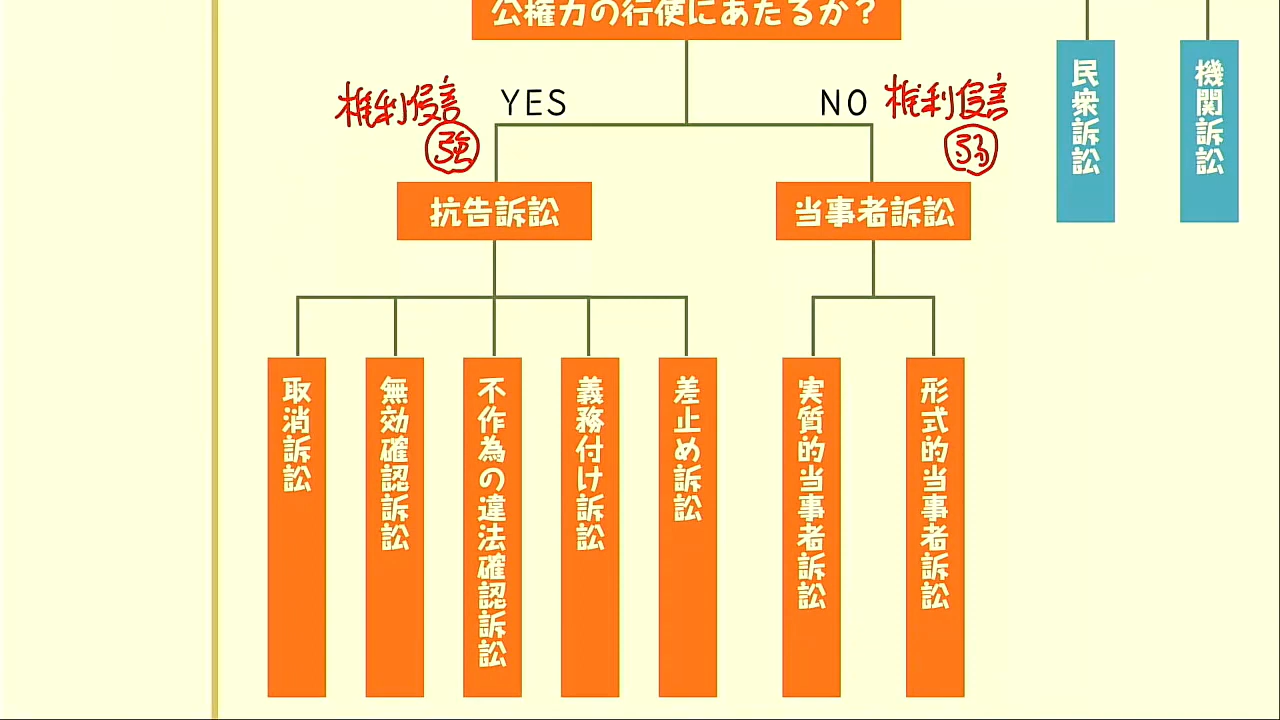 公権力の行使にあたるか?
権利侵害
強
YES
NO
権利侵害
弱
民衆訴訟
機関訴訟
抗告訴訟
当事者訴訟
取消訴訟
無効確認訴訟
不作為の違法確認訴訟
義務付け訴訟
差止め訴訟
実質的当事者訴訟
形式的当事者訴訟